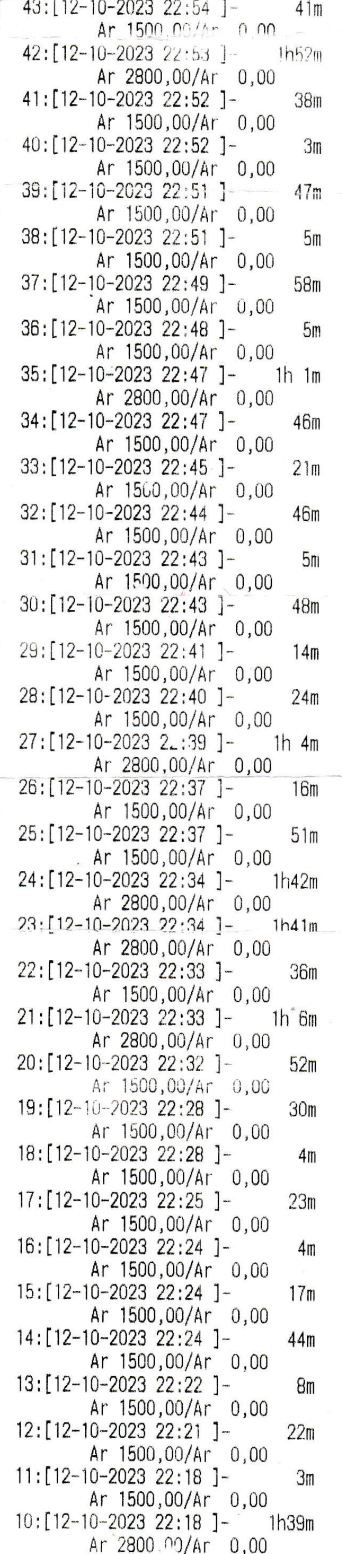 43:[12-10-2023 22:54 ]- 41m
Ar 1500,00/Ar 0,00
42:[12-10-2023 22:53 ]- 1h52m
Ar 2800,00/Ar 0,00
41:[12-10-2023 22:52 ]- 38m
Ar 1500,00/Ar 0,00
40:[12-10-2023 22:52 ]- 3m
Ar 1500,00/Ar 0,00
39:[12-10-2023 22:51 ]- 47m
Ar 1500,00/Ar 0,00
38:[12-10-2023 22:51 ]- 5m
Ar 1500,00/Ar 0,00
37:[12-10-2023 22:49 ]- 58m
Ar 1500,00/Ar 0,00
36:[12-10-2023 22:48 ]- 5m
Ar 1500,00/Ar 0,00
35:[12-10-2023 22:47 ]- 1h 1m
Ar 2800,00/Ar 0,00
34:[12-10-2023 22:47 ]- 46m
Ar 1500,00/Ar 0,00
33:[12-10-2023 22:45 ]- 21m
Ar 1500,00/Ar 0,00
32:[12-10-2023 22:44 ]- 46m
Ar 1500,00/Ar 0,00
31:[12-10-2023 22:43 ]- 5m
Ar 1500,00/Ar 0,00
30:[12-10-2023 22:43 ]- 48m
Ar 1500,00/Ar 0,00
29:[12-10-2023 22:41 ]- 14m
Ar 1500,00/Ar 0,00
28:[12-10-2023 22:40 ]- 24m
Ar 1500,00/Ar 0,00
27:[12-10-2023 22:39 ]- 1h 4m
Ar 2800,00/Ar 0,00
26:[12-10-2023 22:37 ]- 16m
Ar 1500,00/Ar 0,00
25:[12-10-2023 22:37 ]- 51m
Ar 1500,00/Ar 0,00
24:[12-10-2023 22:34 ]- 1h42m
Ar 2800,00/Ar 0,00
23:[12-10-2023 22:34 ]- 1h41m
Ar 2800,00/Ar 0,00
22:[12-10-2023 22:33 ]- 36m
Ar 1500,00/Ar 0,00
21:[12-10-2023 22:33 ]- 1h 6m
Ar 2800,00/Ar 0,00
20:[12-10-2023 22:32 ]- 52m
Ar 1500,00/Ar 0,00
19:[12-10-2023 22:28 ]- 30m
Ar 1500,00/Ar 0,00
18:[12-10-2023 22:28 ]- 4m
Ar 1500,00/Ar 0,00
17:[12-10-2023 22:25 ]- 23m
Ar 1500,00/Ar 0,00
16:[12-10-2023 22:24 ]- 4m
Ar 1500,00/Ar 0,00
15:[12-10-2023 22:24 ]- 17m
Ar 1500,00/Ar 0,00
14:[12-10-2023 22:24 ]- 44m
Ar 1500,00/Ar 0,00
13:[12-10-2023 22:22 ]- 8m
Ar 1500,00/Ar 0,00
12:[12-10-2023 22:21 ]- 22m
Ar 1500,00/Ar 0,00
11:[12-10-2023 22:18 ]- 3m
Ar 1500,00/Ar 0,00
10:[12-10-2023 22:18 ]- 1h39m
Ar 2800,00/Ar 0,00